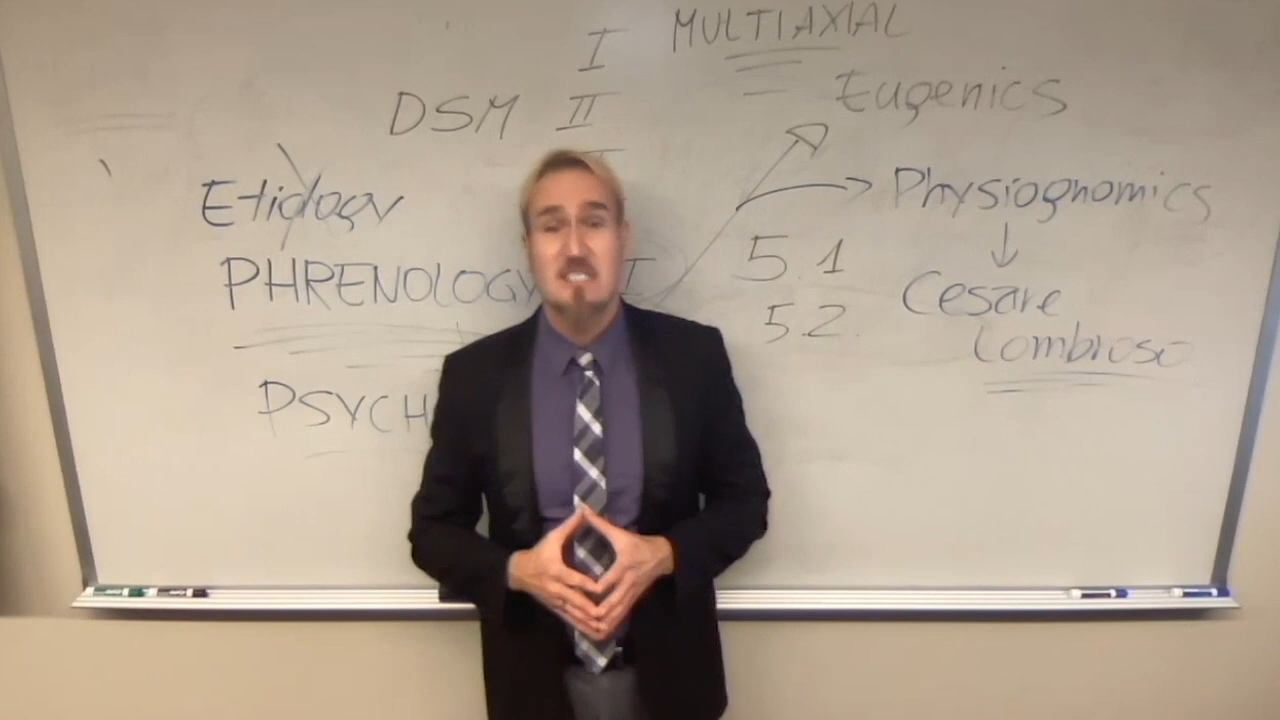 MULTIAXIAL
I
DSM II
Eugenics
Etiology
Physiognomics
PHRENOLOGY
5.1
Cesare
5.2.
Lombroso
PSYCH